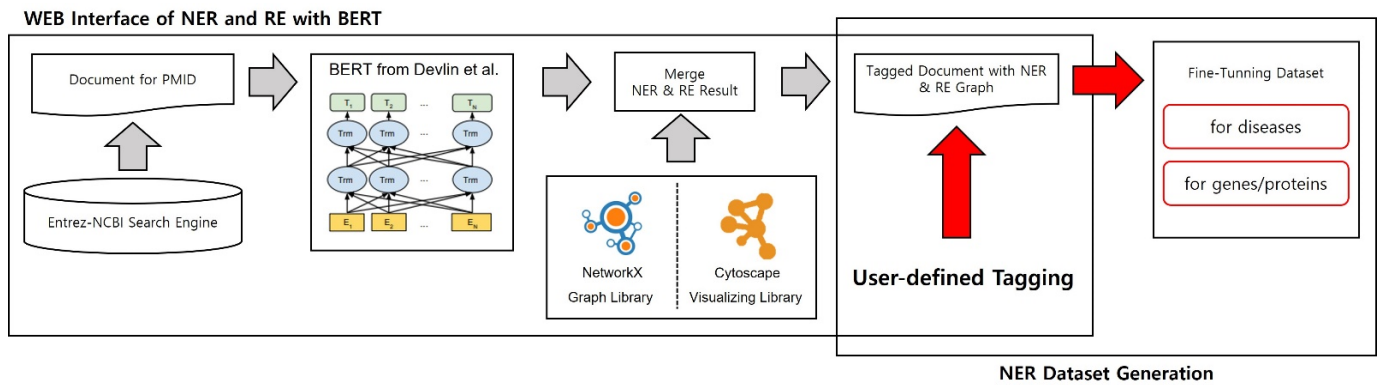 WEB Interface of NER and RE with BERT
Document for PMID
Entrez-NCBI Search Engine
BERT from Devlin et al.
T1 T2 ... TN
Trm Trm ... Trm
Trm Trm ... Trm
E1 E2 ... EN
Merge
NER & RE Result
NetworkX
Graph Library
Cytoscape
Visualizing Library
Tagged Document with NER
& RE Graph
User-defined Tagging
Fine-Tunning Dataset
for diseases
for genes/proteins
NER Dataset Generation